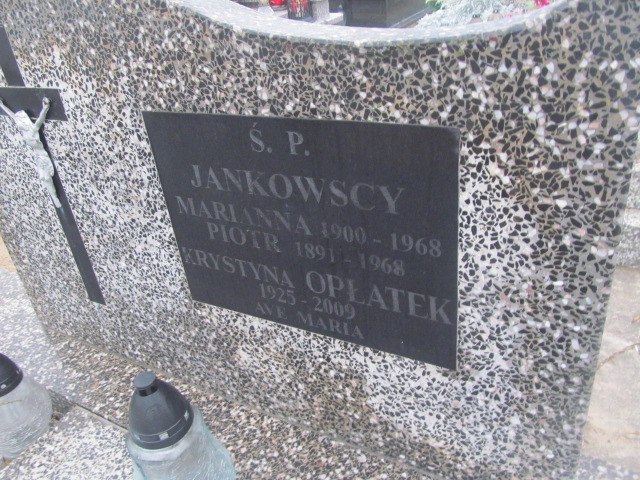 Ś. P.
JANKOWSCY
MARIANNA 1900 - 1968
PIOTR 1891 - 1968
KRYSTYNA OPŁATEK
1925 - 2009
AVE MARIA